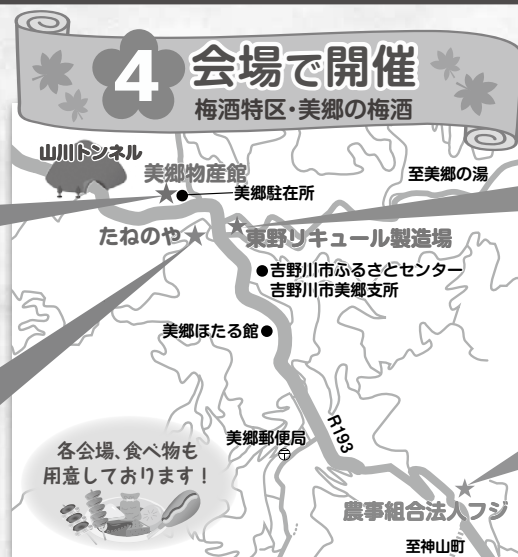 4会場で開催
梅酒特区・美郷の梅酒
山川トンネル
美郷物産館
美郷駐在所
至美郷の湯
たねのや
東野リキュール製造場
吉野川市ふるさとセンター
吉野川市美郷支所
美郷ほたる館
R193
美郷郵便局
〒
各会場、食べ物も
用意しております!
農事組合法人フジ
至神山町